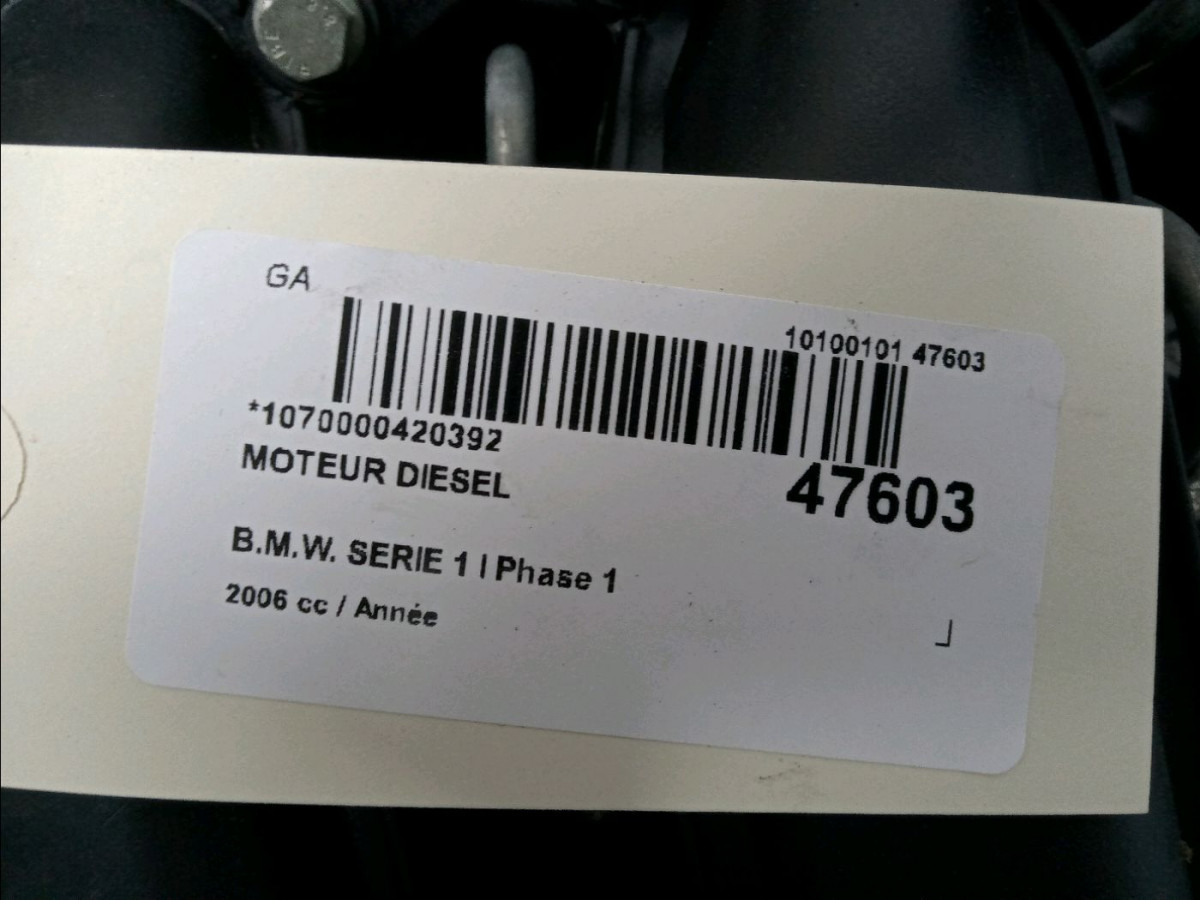 GA
10100101 47603
*1070000420392
MOTEUR DIESEL
47603
B.M.W. SERIE 1 I Phase 1
2006 cc / Année